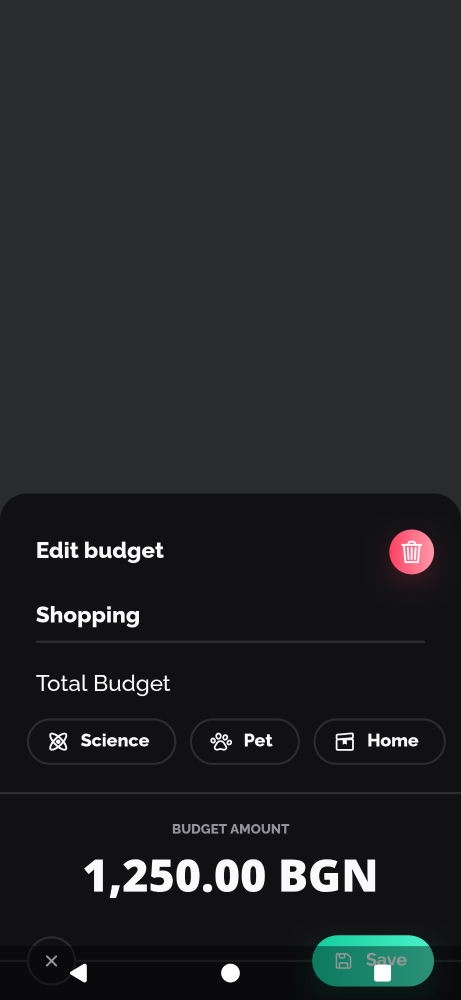 Edit budget
Shopping
Total Budget
Science Pet Home
BUDGET AMOUNT
1,250.00 BGN
Save